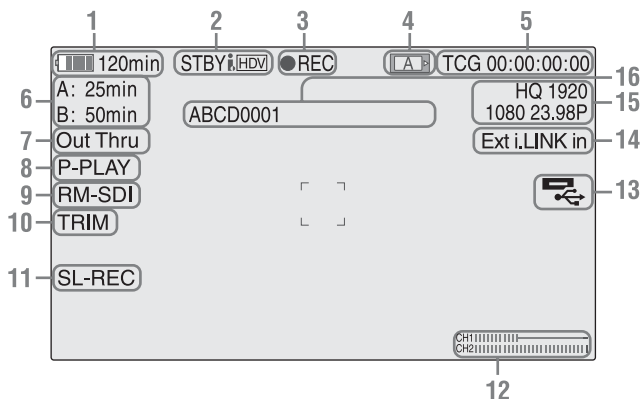 1 2 3 4 5
120min STBY i HDV ●REC A TCG 00:00:00:00
16
6 A: 25min HQ 1920 15
B: 50min ABCD0001 1080 23.98P
7 Out Thru Ext i.LINK in 14
8 P-PLAY
9 RM-SDI 13
10 TRIM
11 SL-REC
CH1
CH2
12